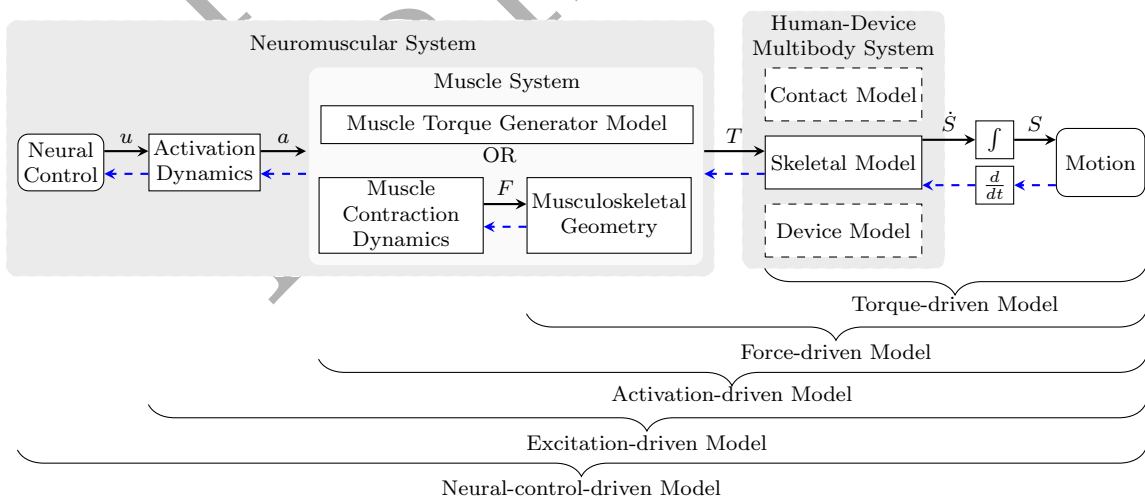 Neuromuscular System
Human-Device
Multibody System
Muscle System
Contact Model
Muscle Torque Generator Model
OR
Neural
Control
u
Activation
Dynamics
a
T
Skeletal Model
Ṡ
∫
S
d/dt
Motion
Muscle
Contraction
Dynamics
F
Musculoskeletal
Geometry
Device Model
Torque-driven Model
Force-driven Model
Activation-driven Model
Excitation-driven Model
Neural-control-driven Model